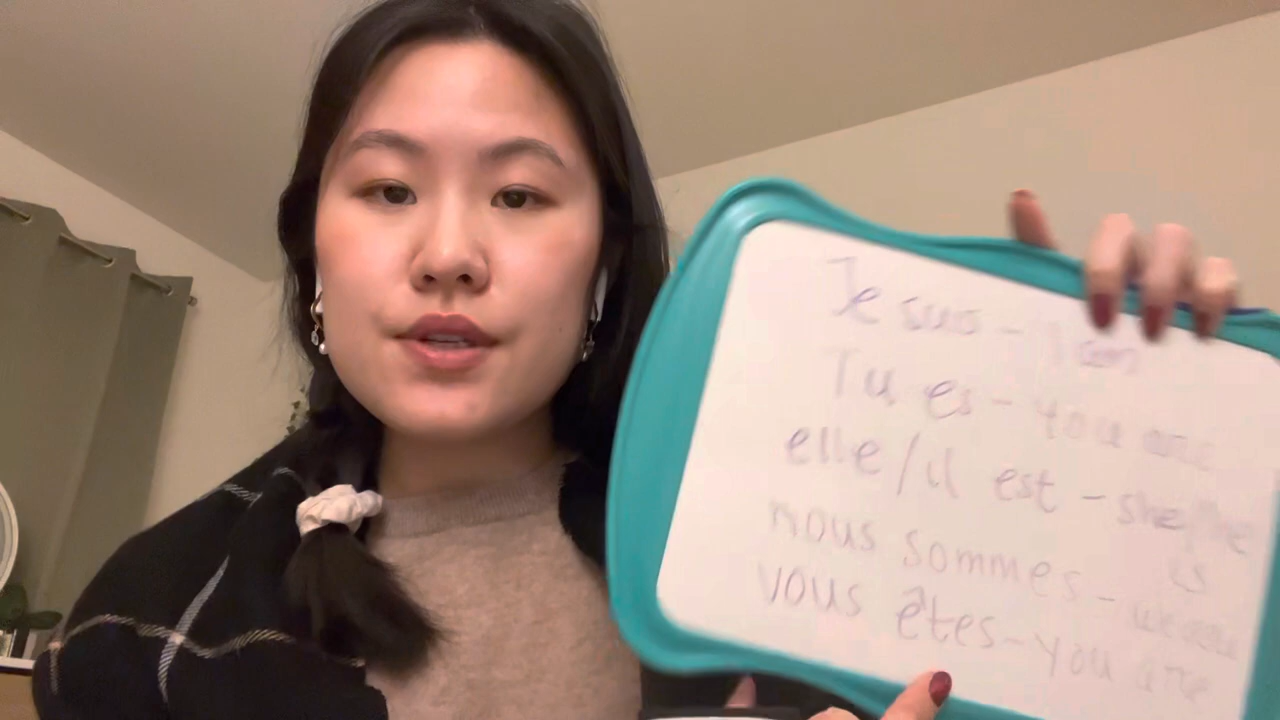 Je suis - I am
Tu es - you are
elle/il est - she/he
is
nous sommes - we are
vous êtes - you are